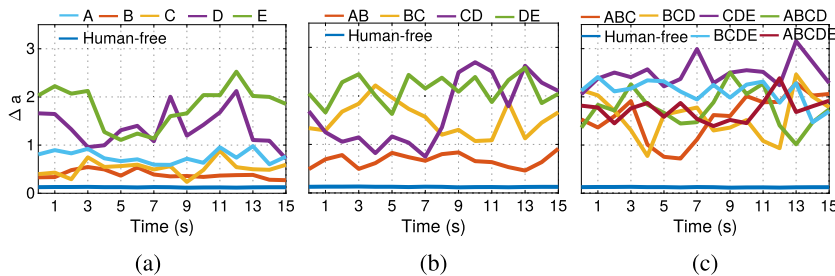 A B C D E
Human-free
Δ a
3
2
1
0
1 3 5 7 9 11 13 15
Time (s)
(a)
AB BC CD DE
Human-free
1 3 5 7 9 11 13 15
Time (s)
(b)
ABC BCD CDE ABCD
Human-free BCDE ABCDE
1 3 5 7 9 11 13 15
Time (s)
(c)